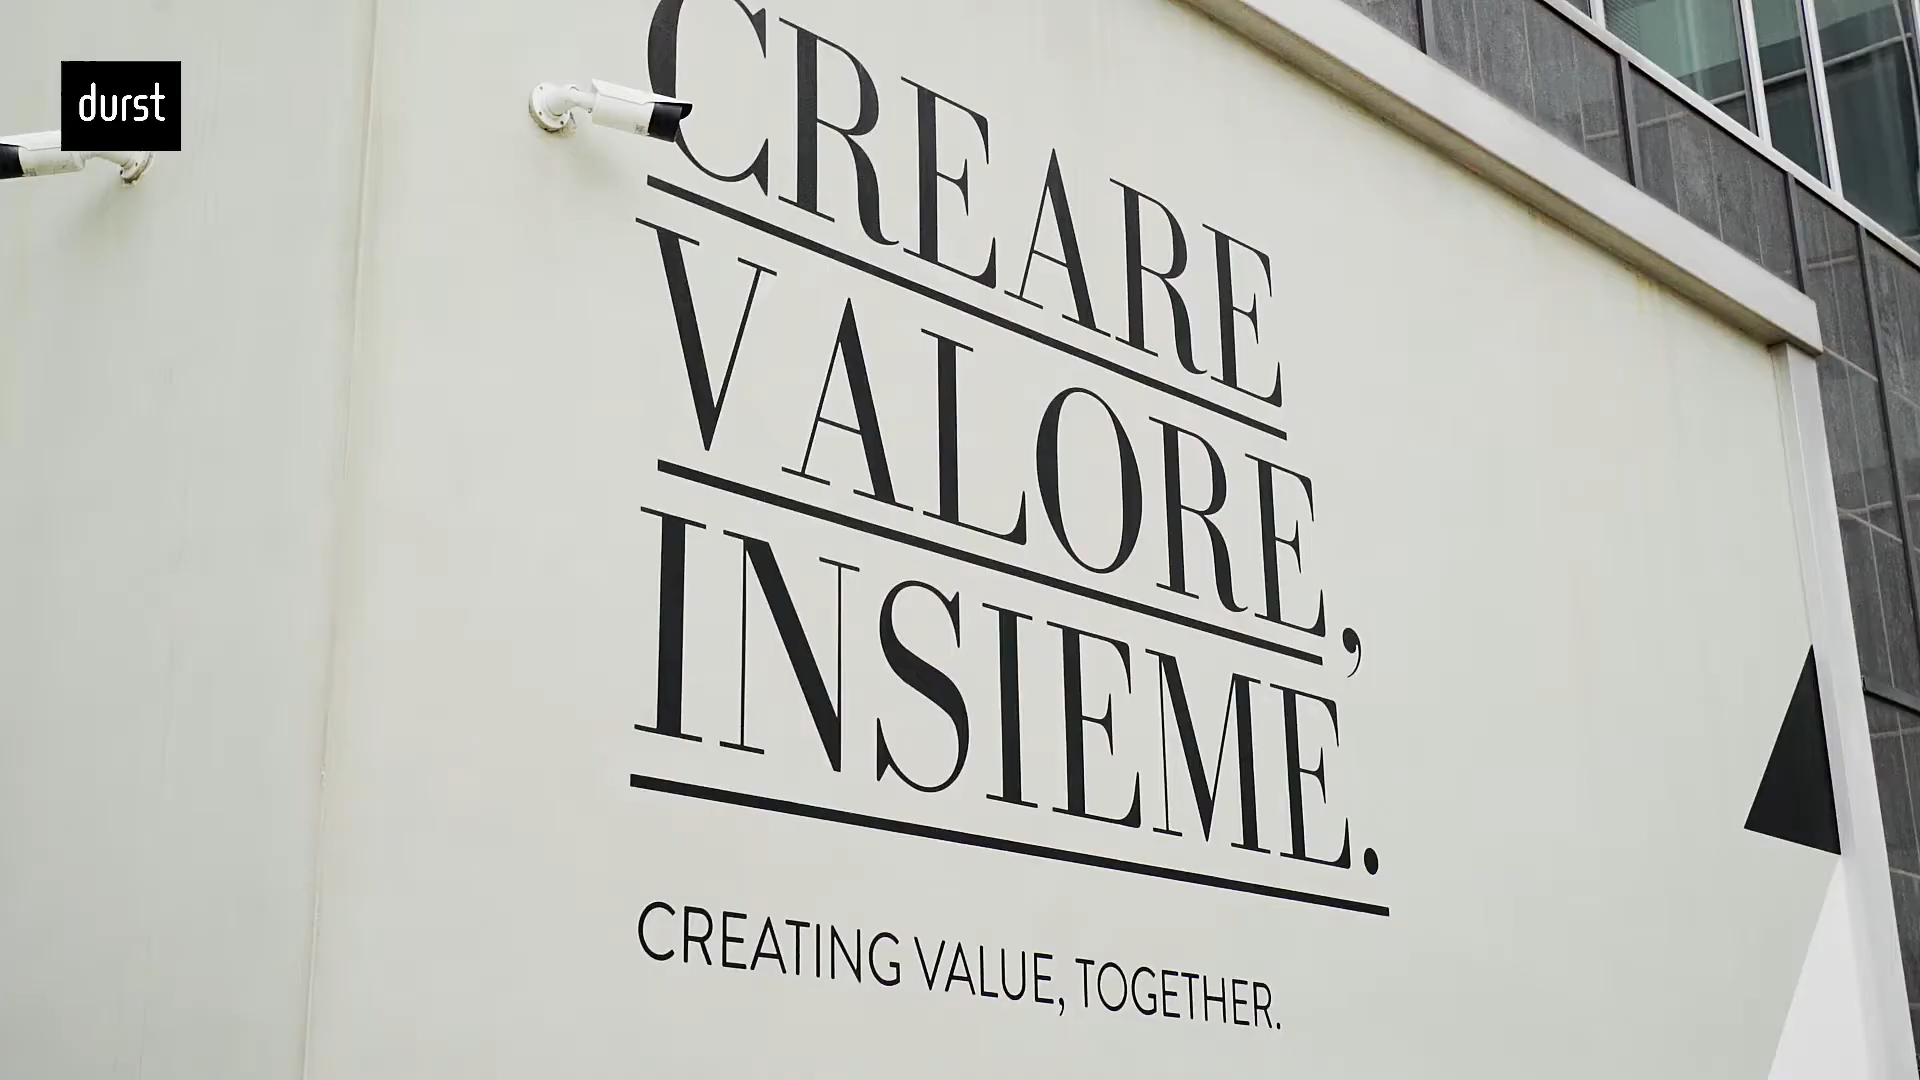 durst
CREARE
VALORE,
INSIEME.
CREATING VALUE, TOGETHER.